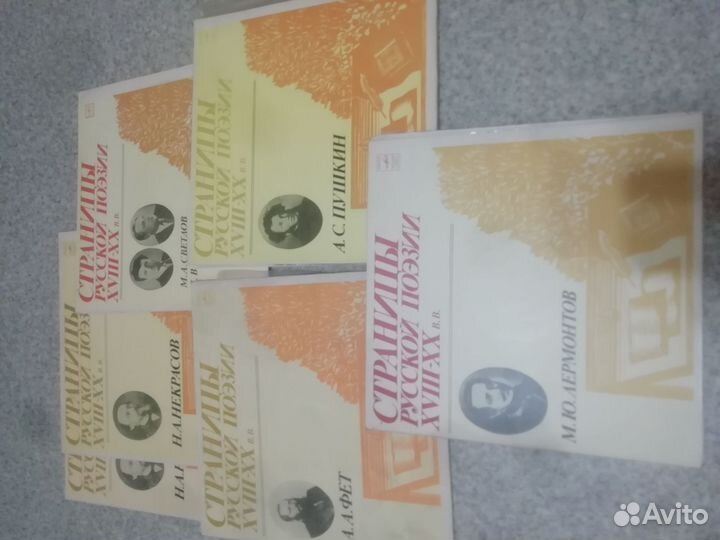 СТРАНИЦЫ
РУССКОЙ ПОЭЗИИ
XVIII-XX В.В.
А.С.ПУШКИН
СТРАНИЦЫ
РУССКОЙ ПОЭЗИИ
XVIII-XX В.В.
М.А.СВЕТЛОВ
СТРАНИЦЫ
РУССКОЙ ПОЭЗИИ
XVIII-XX В.В.
М.Ю.ЛЕРМОНТОВ
СТРАНИЦЫ
РУССКОЙ ПОЭЗИИ
XVIII-XX В.В.
Н.А.НЕКРАСОВ
СТРАНИЦЫ
РУССКОЙ ПОЭЗИИ
XVIII-XX В.В.
А.А.ФЕТ
Avito